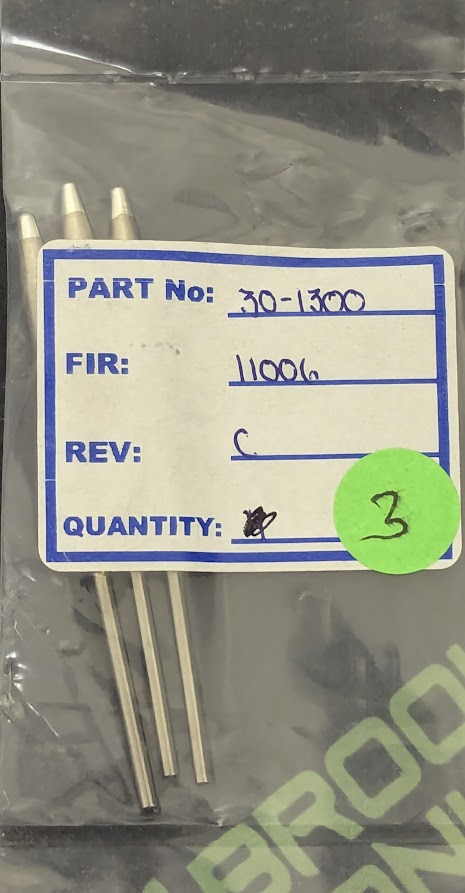 PART No: 30-1300
FIR: 11006
REV: C
QUANTITY:
3